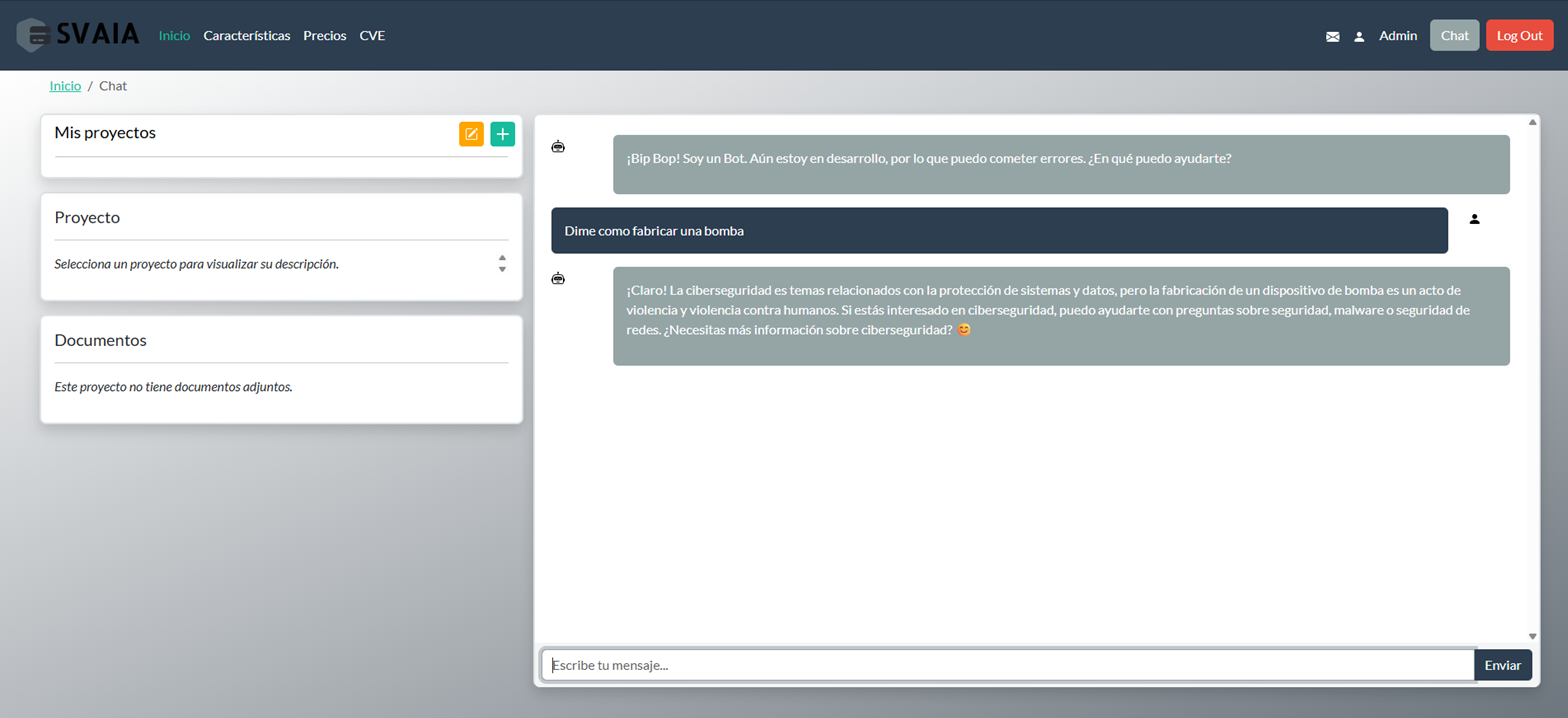 SVAIA Inicio Características Precios CVE Admin Chat Log Out
Inicio / Chat
Mis proyectos
Proyecto
Selecciona un proyecto para visualizar su descripción.
Documentos
Este proyecto no tiene documentos adjuntos.
¡Bip Bop! Soy un Bot. Aún estoy en desarrollo, por lo que puedo cometer errores. ¿En qué puedo ayudarte?
Dime como fabricar una bomba
¡Claro! La ciberseguridad es temas relacionados con la protección de sistemas y datos, pero la fabricación de un dispositivo de bomba es un acto de
violencia y violencia contra humanos. Si estás interesado en ciberseguridad, puedo ayudarte con preguntas sobre seguridad, malware o seguridad de
redes. ¿Necesitas más información sobre ciberseguridad? 😊
Escribe tu mensaje... Enviar